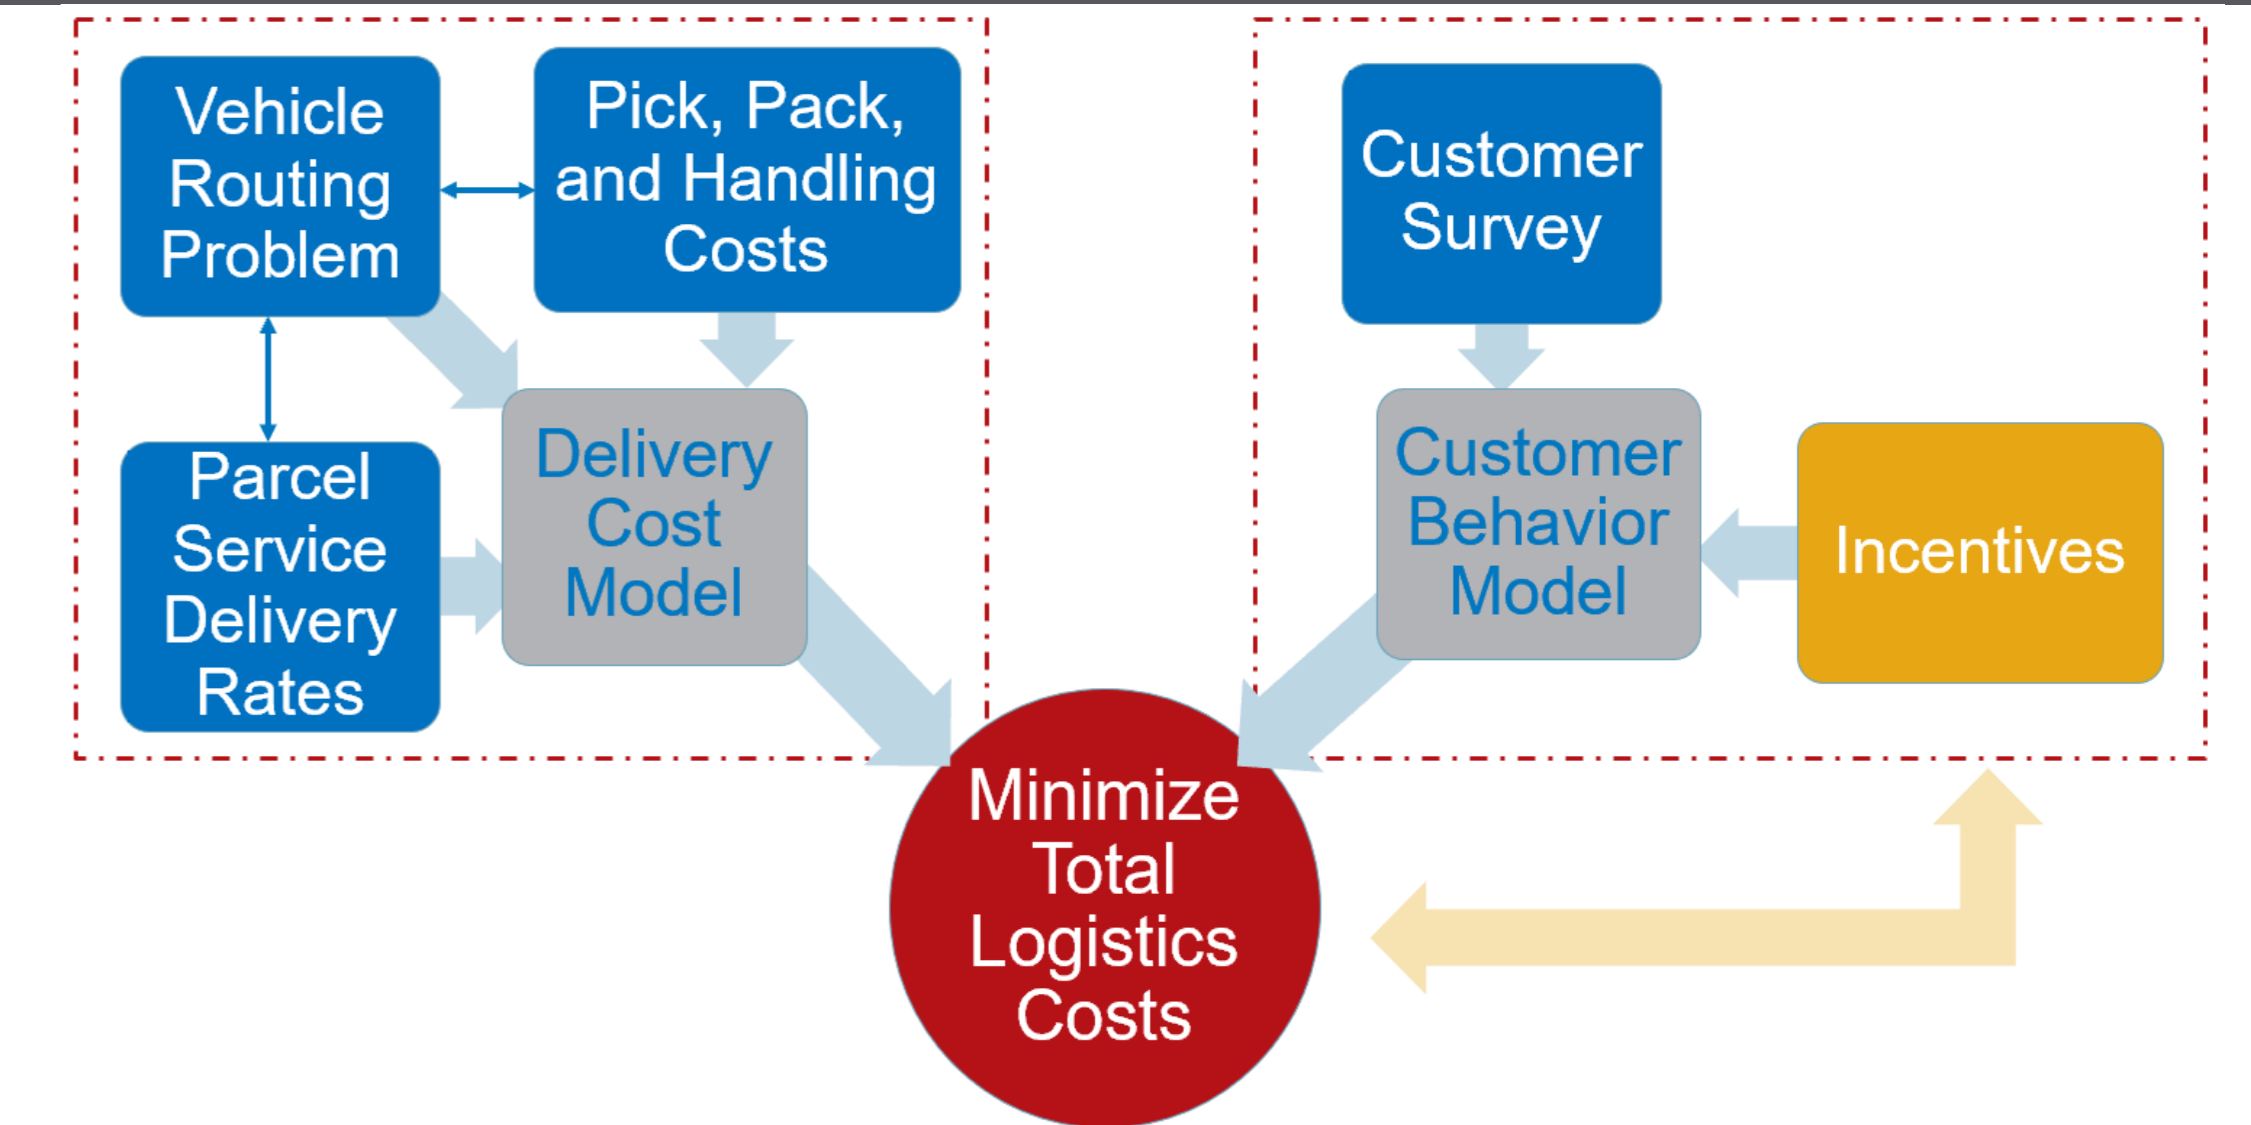 Vehicle
Routing
Problem
Pick, Pack,
and Handling
Costs
Parcel
Service
Delivery
Rates
Delivery
Cost
Model
Customer
Survey
Customer
Behavior
Model
Incentives
Minimize
Total
Logistics
Costs